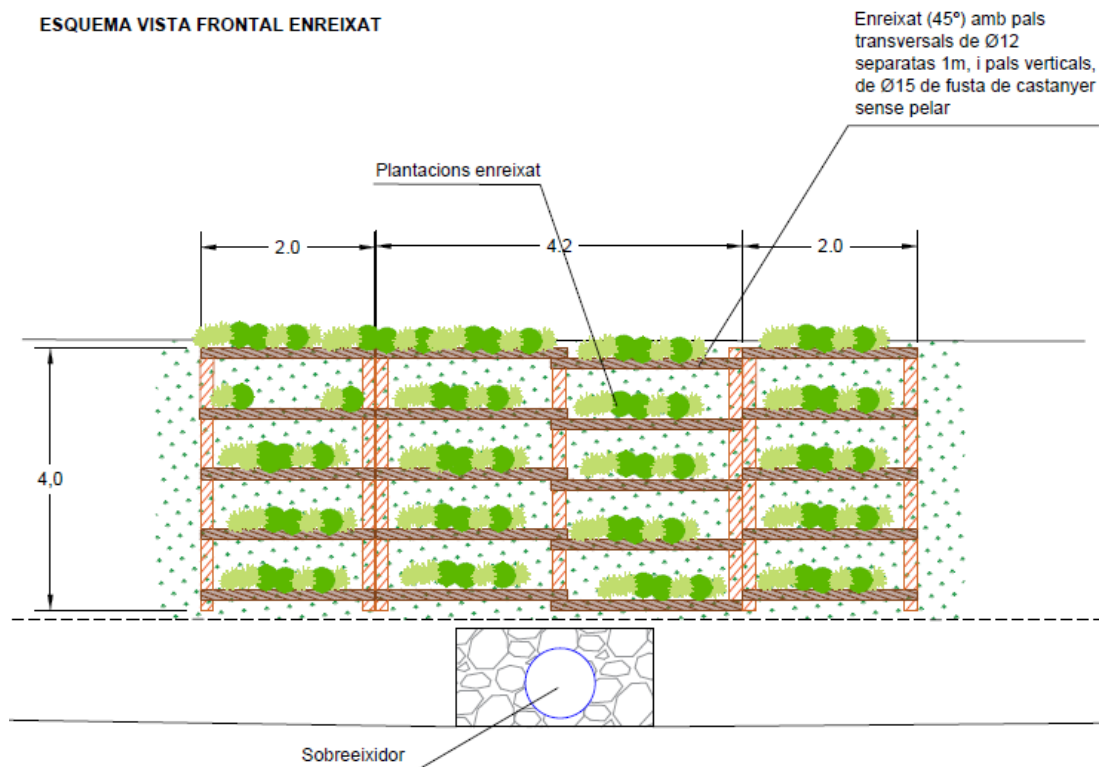 ESQUEMA VISTA FRONTAL ENREIXAT
Enreixat (45º) amb pals
transversals de Ø12
separatas 1m, i pals verticals,
de Ø15 de fusta de castanyer
sense pelar
Plantacions enreixat
2.0
4.2
2.0
4,0
Sobreeixidor